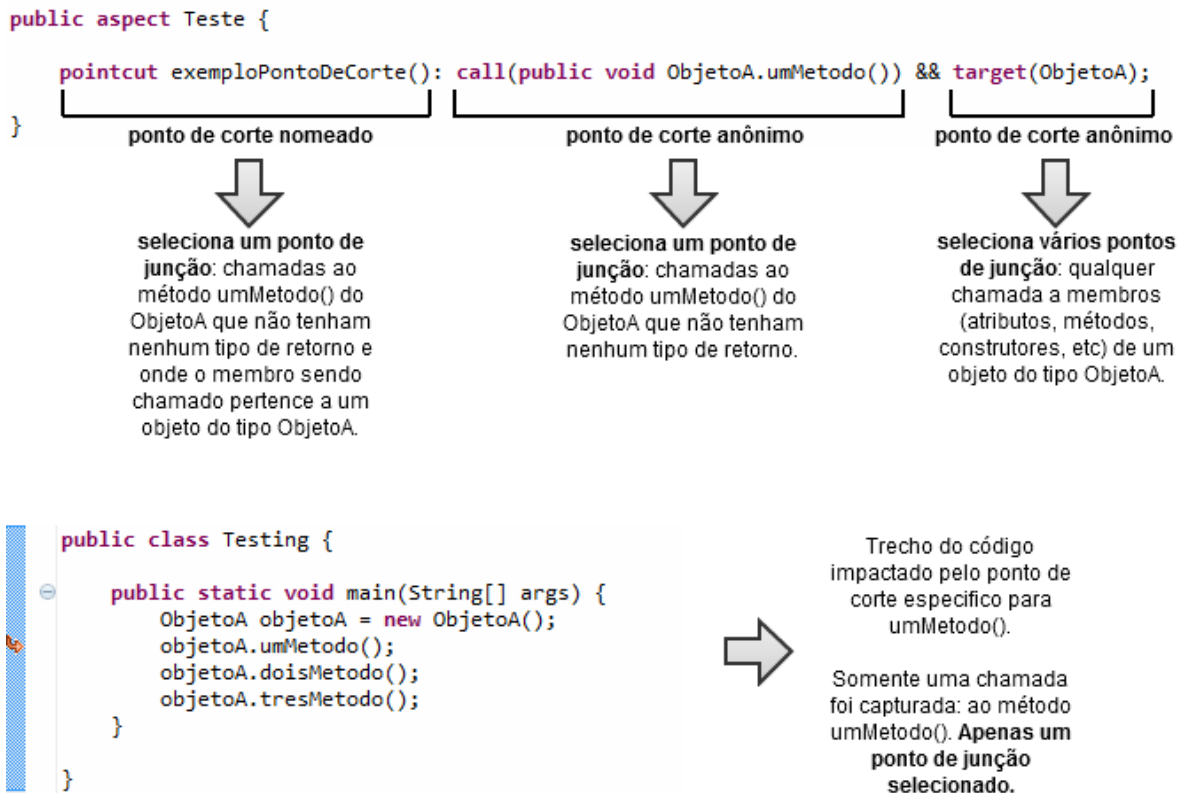 public aspect Teste {
pointcut exemploPontoDeCorte(): call(public void ObjetoA.umMetodo()) && target(ObjetoA);
}
ponto de corte nomeado
seleciona um ponto de
junção: chamadas ao
método umMetodo() do
ObjetoA que não tenham
nenhum tipo de retorno e
onde o membro sendo
chamado pertence a um
objeto do tipo ObjetoA.
ponto de corte anônimo
seleciona um ponto de
junção: chamadas ao
método umMetodo() do
ObjetoA que não tenham
nenhum tipo de retorno.
ponto de corte anônimo
seleciona vários pontos
de junção: qualquer
chamada a membros
(atributos, métodos,
construtores, etc) de um
objeto do tipo ObjetoA.
public class Testing {
public static void main(String[] args) {
ObjetoA objetoA = new ObjetoA();
objetoA.umMetodo();
objetoA.doisMetodo();
objetoA.tresMetodo();
}
}
Trecho do código
impactado pelo ponto de
corte especifico para
umMetodo().
Somente uma chamada
foi capturada: ao método
umMetodo(). Apenas um
ponto de junção
selecionado.